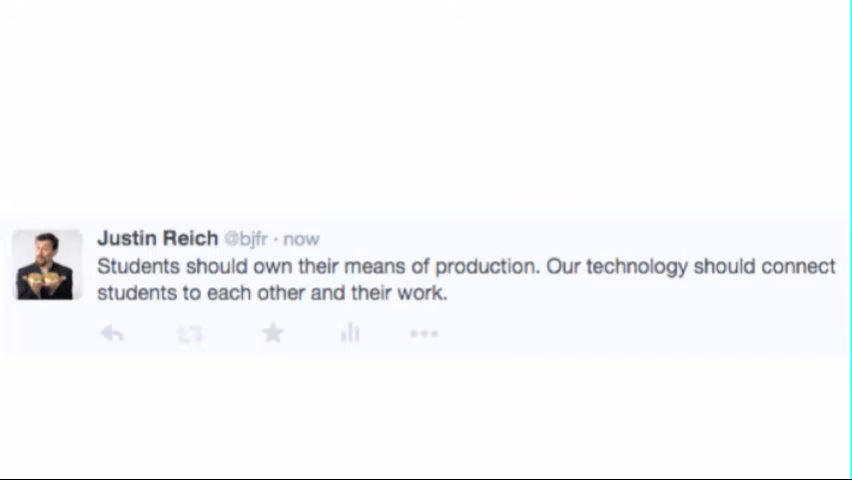 Justin Reich @bjfr · now
Students should own their means of production. Our technology should connect
students to each other and their work.